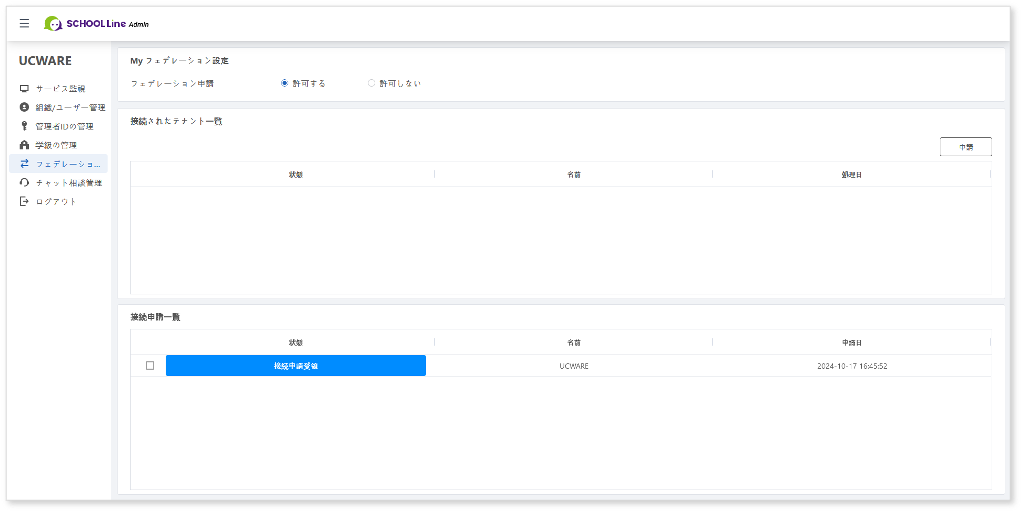 SCHOOL Line Admin
UCWARE
サービス監視
組織/ユーザー管理
管理者IDの管理
学級の管理
フェデレーショ...
チャット相談管理
ログアウト
My フェデレーション設定
フェデレーション申請 許可する 許可しない
接続されたテナント一覧
申請
状態 名前 処理日
接続申請一覧
状態 名前 申請日
接続申請受領 UCWARE 2024-10-17 16:45:52